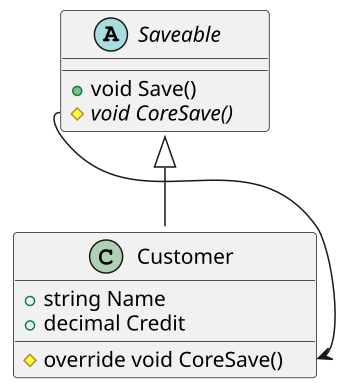 A Saveable
void Save()
void CoreSave()
C Customer
string Name
decimal Credit
override void CoreSave()